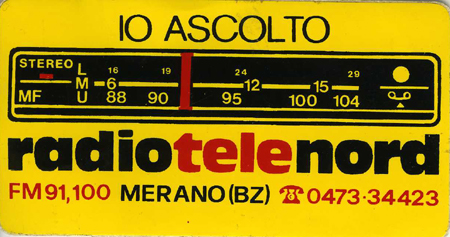 IO ASCOLTO
STEREO L 16 19 24 29
M 6 12 15
MF U 88 90 95 100 104
radiotelenord
FM 91,100 MERANO (BZ) ☎ 0473-34423